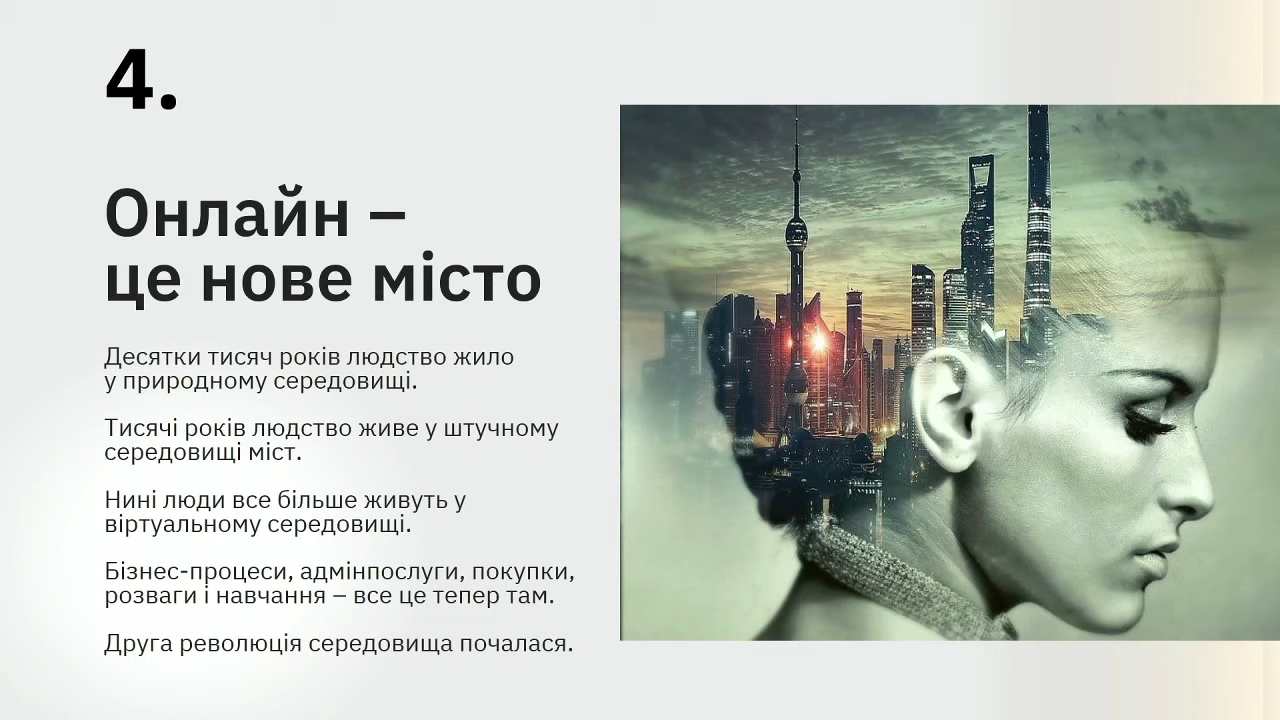 4.
Онлайн –
це нове місто
Десятки тисяч років людство жило
у природному середовищі.
Тисячі років людство живе у штучному
середовищі міст.
Нині люди все більше живуть у
віртуальному середовищі.
Бізнес-процеси, адмінпослуги, покупки,
розваги і навчання – все це тепер там.
Друга революція середовища почалася.